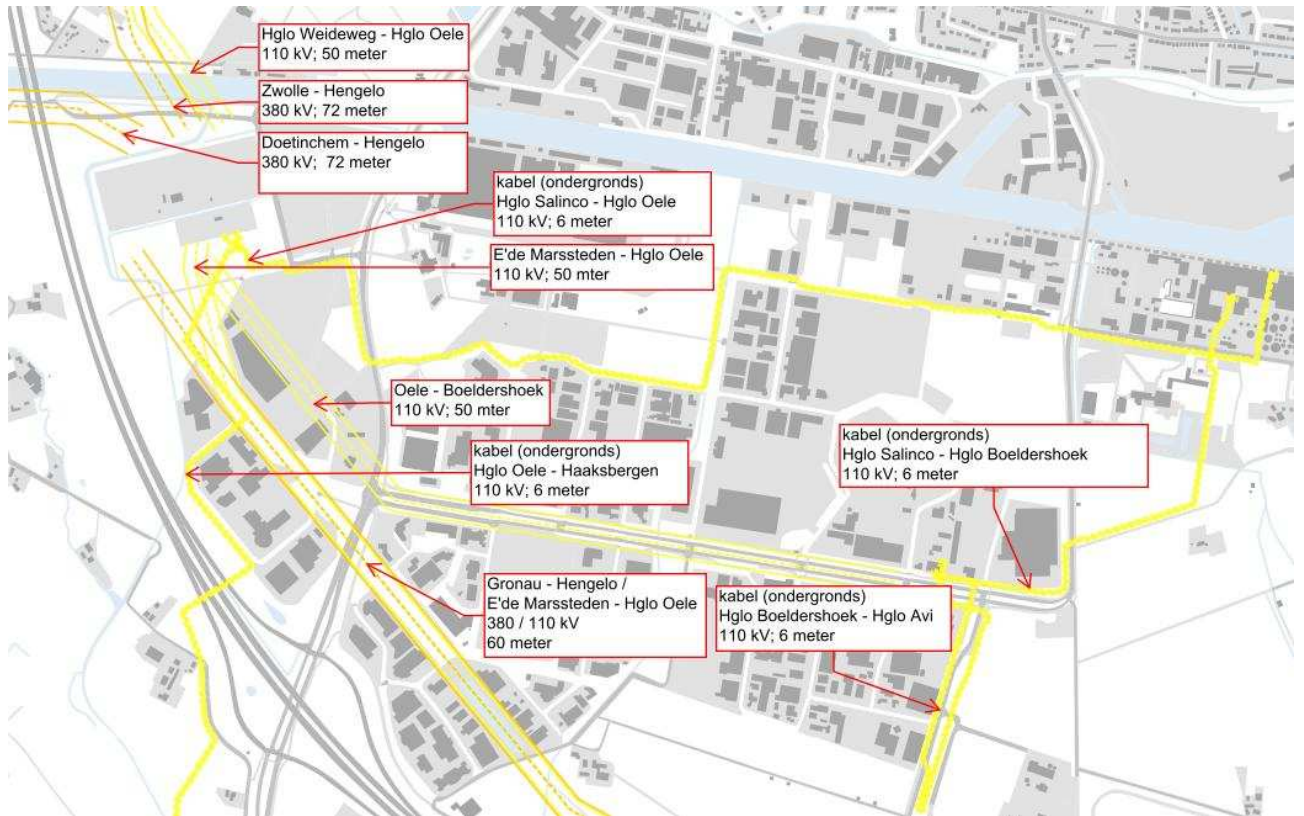 Hglo Weideweg - Hglo Oele
110 kV; 50 meter
Zwolle - Hengelo
380 kV; 72 meter
Doetinchem - Hengelo
380 kV; 72 meter
kabel (ondergronds)
Hglo Salinco - Hglo Oele
110 kV; 6 meter
E'de Marssteden - Hglo Oele
110 kV; 50 mter
Oele - Boeldershoek
110 kV; 50 mter
kabel (ondergronds)
Hglo Oele - Haaksbergen
110 kV; 6 meter
kabel (ondergronds)
Hglo Salinco - Hglo Boeldershoek
110 kV; 6 meter
Gronau - Hengelo /
E'de Marssteden - Hglo Oele
380 / 110 kV
60 meter
kabel (ondergronds)
Hglo Boeldershoek - Hglo Avi
110 kV; 6 meter